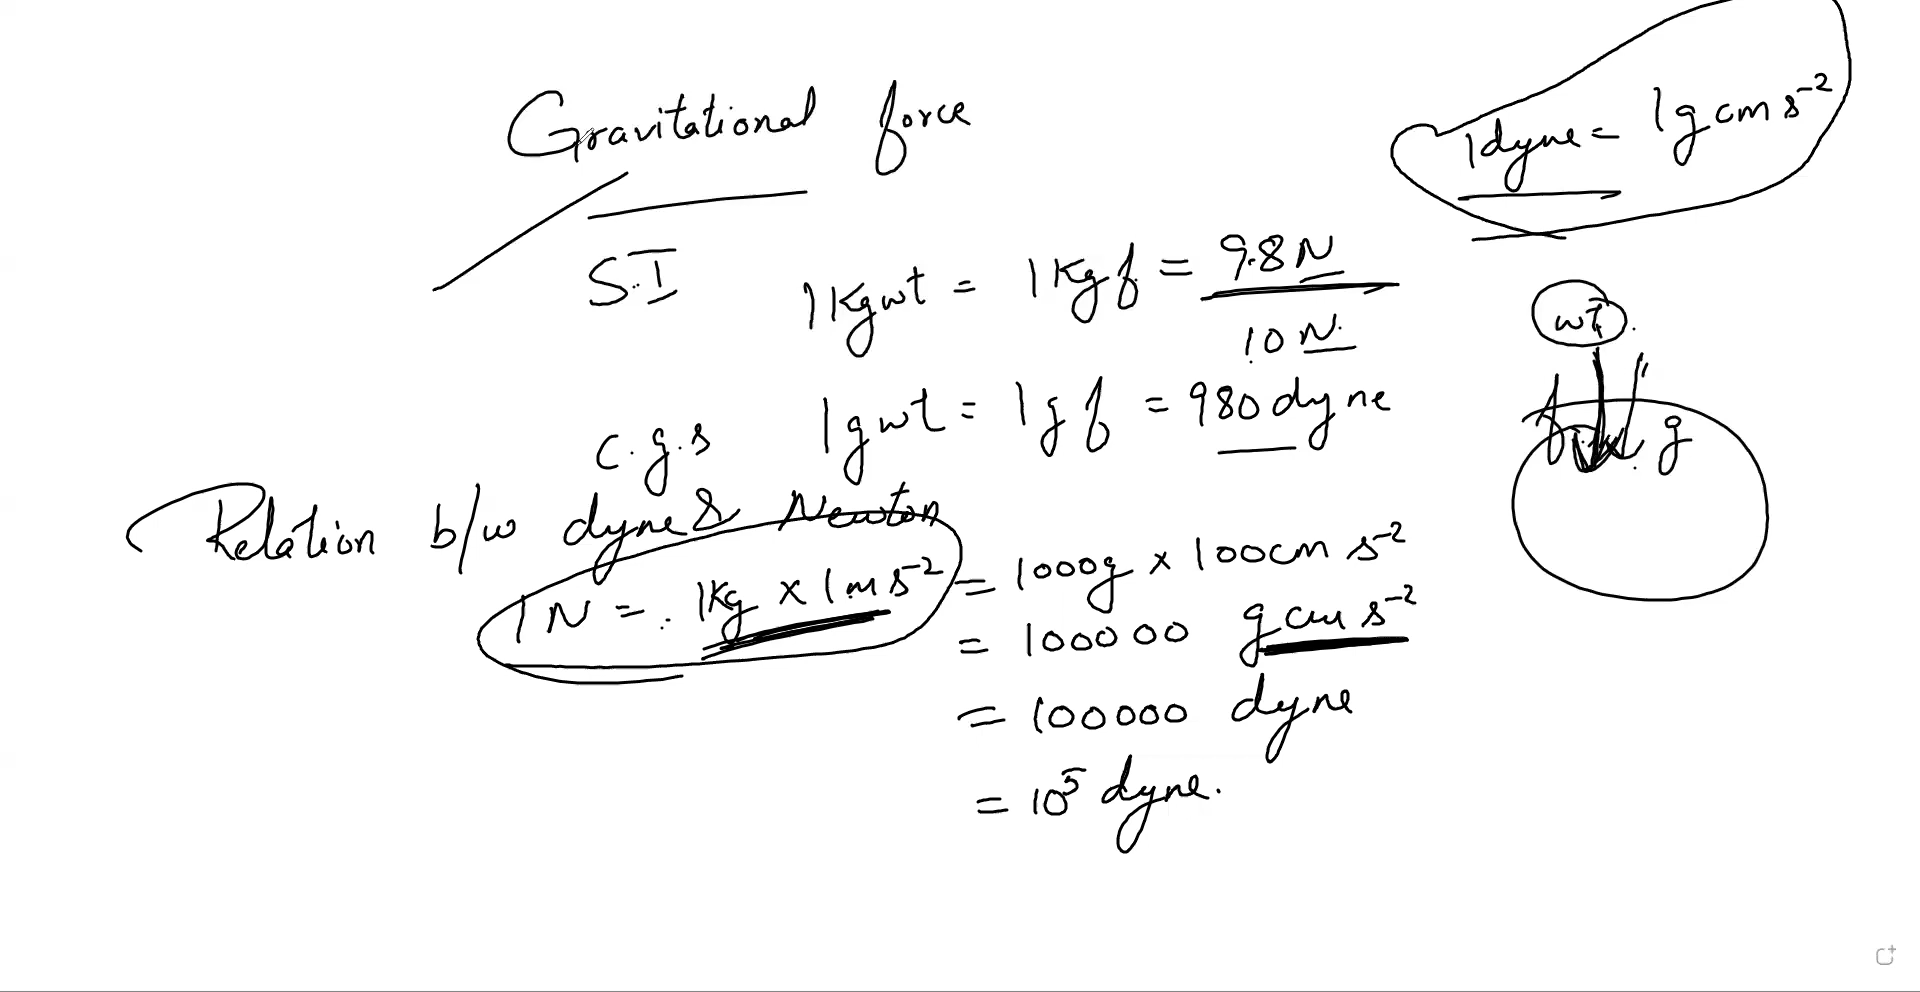 Gravitational force
1dyne = 1g cm s⁻²
S.I
1Kgwt = 1Kgf = 9.8N
10 N.
wt.
1gwt = 1gf = 980 dyne
g
c.g.s
Relation b/w dyne & Newton
1N = 1Kg × 1ms⁻² = 1000g × 100cm s⁻²
= 100000 g cm s⁻²
= 100000 dyne
= 10⁵ dyne.